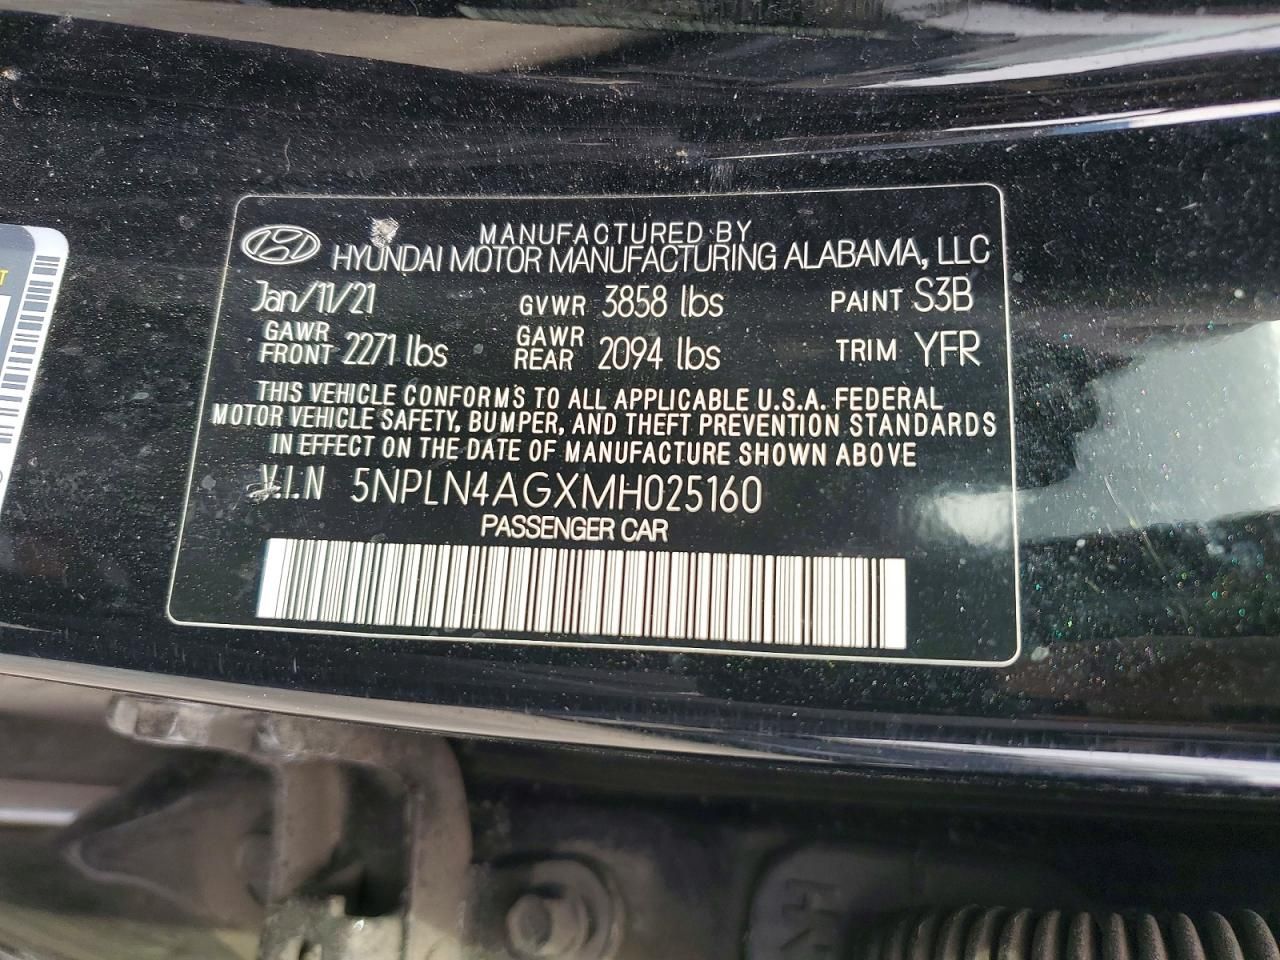 MANUFACTURED BY
HYUNDAI MOTOR MANUFACTURING ALABAMA, LLC
Jan/11/21 GVWR 3858 lbs PAINT S3B
GAWR FRONT 2271 lbs GAWR REAR 2094 lbs TRIM YFR
THIS VEHICLE CONFORMS TO ALL APPLICABLE U.S.A. FEDERAL
MOTOR VEHICLE SAFETY, BUMPER, AND THEFT PREVENTION STANDARDS
IN EFFECT ON THE DATE OF MANUFACTURE SHOWN ABOVE
V.I.N 5NPLN4AGXMH025160
PASSENGER CAR